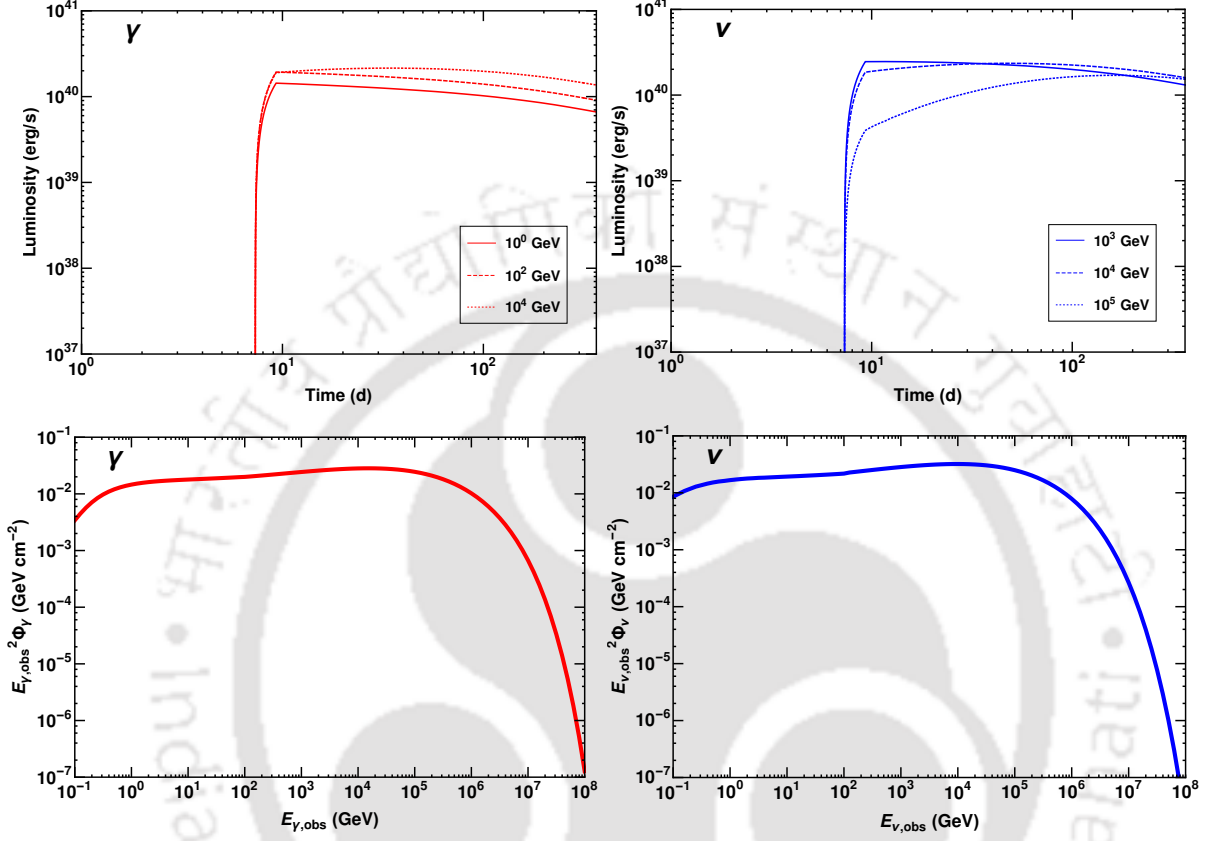 γ
Luminosity (erg/s)
10^41
10^40
10^39
10^38
10^37
10^0 GeV
10^2 GeV
10^4 GeV
10^0
10^1
10^2
Time (d)
ν
Luminosity (erg/s)
10^41
10^40
10^39
10^38
10^37
10^3 GeV
10^4 GeV
10^5 GeV
10^0
10^1
10^2
Time (d)
γ
E_γ,obs^2 Φ_γ (GeV cm^−2)
10^−1
10^−2
10^−3
10^−4
10^−5
10^−6
10^−7
10^−1 10^0 10^1 10^2 10^3 10^4 10^5 10^6 10^7 10^8
E_γ,obs (GeV)
ν
E_ν,obs^2 Φ_ν (GeV cm^−2)
10^−1
10^−2
10^−3
10^−4
10^−5
10^−6
10^−7
10^−1 10^0 10^1 10^2 10^3 10^4 10^5 10^6 10^7 10^8
E_ν,obs (GeV)